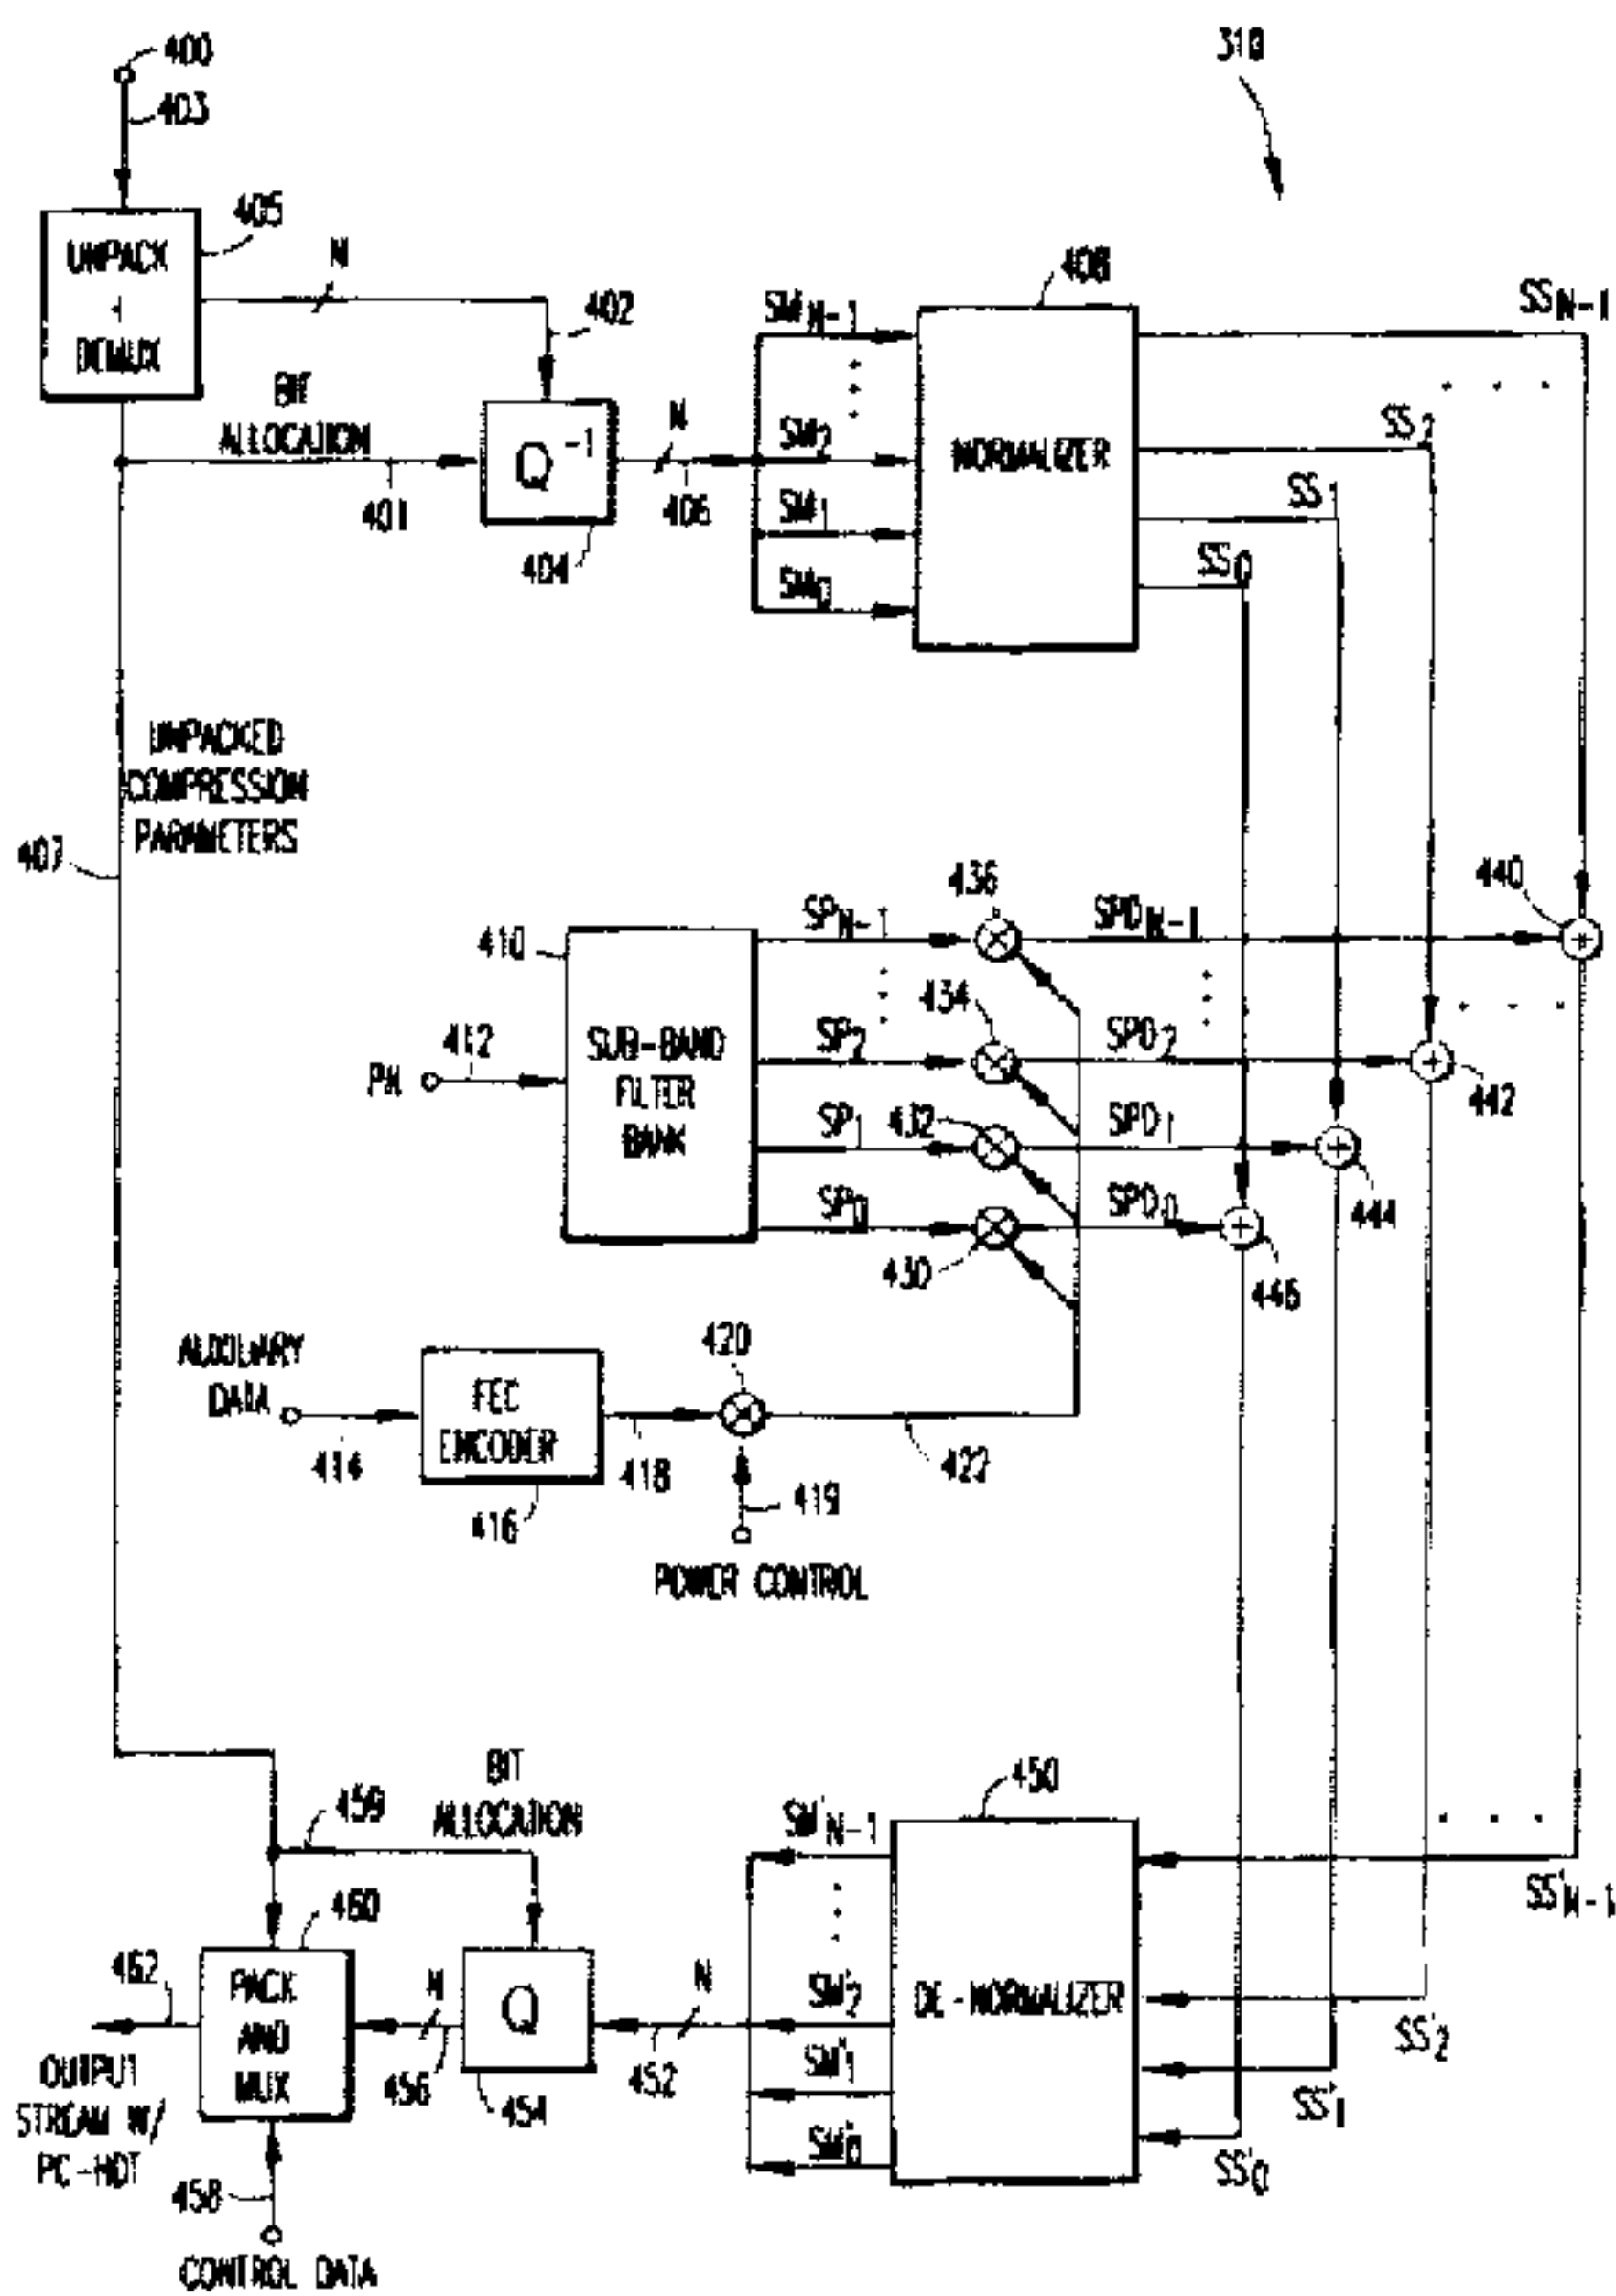 400
310
403
405
UNPACK
+
DEMUX
N
402
408
SM N-1
SS N-1
BIT
ALLOCATION
Q -1
N
SM 2
NORMALIZER
SS 2
401
404
406
SM 1
SS 1
SM 0
SS 0
UNPACKED
COMPRESSION
PARAMETERS
407
410
SP N-1
436
SPD N-1
440
434
SUB-BAND
FILTER
BANK
PN
412
SP 2
SPD 2
442
SP 1
432
SPD 1
444
SP 0
430
SPD 0
446
AUXILIARY
DATA
414
FEC
ENCODER
416
418
420
422
419
POWER CONTROL
459
BIT
ALLOCATION
450
SM' N-1
SS' N-1
460
462
PACK
AND
MUX
N
Q
N
SM' 2
DE-NORMALIZER
SS' 2
456
454
452
SM' 1
SS' 1
SM' 0
SS' 0
OUTPUT
STREAM W/
PC-HDT
458
CONTROL DATA